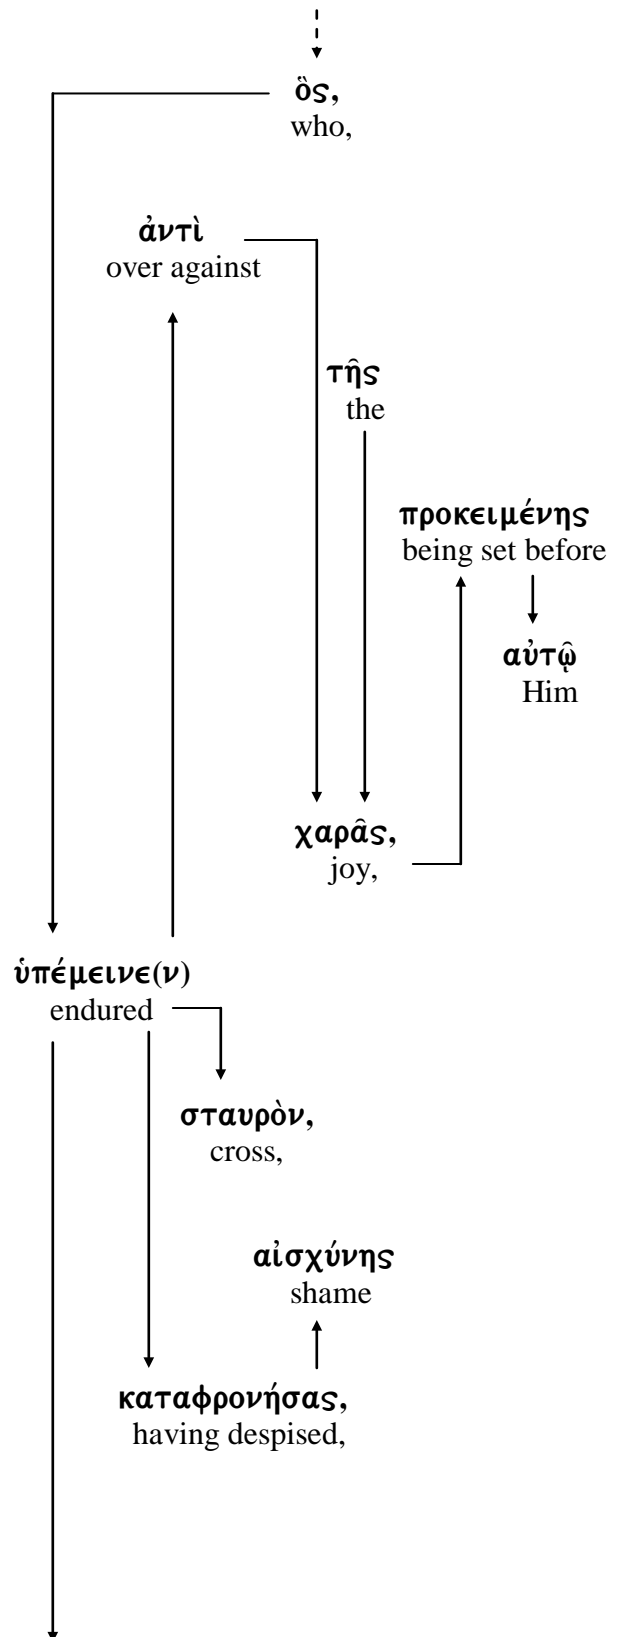 ὃς,
who,
ἀντὶ
over against
τῆς
the
προκειμένης
being set before
αὐτῷ
Him
χαρᾶς,
joy,
ὑπέμεινε(ν)
endured
σταυρὸν,
cross,
αἰσχύνης
shame
καταφρονήσας,
having despised,